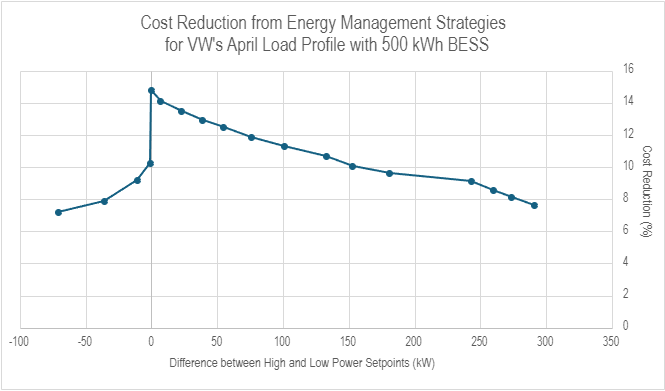 Cost Reduction from Energy Management Strategies
for VW's April Load Profile with 500 kWh BESS
16
14
12
10
8
6
4
2
0
Cost Reduction (%)
-100 -50 0 50 100 150 200 250 300 350
Difference between High and Low Power Setpoints (kW)